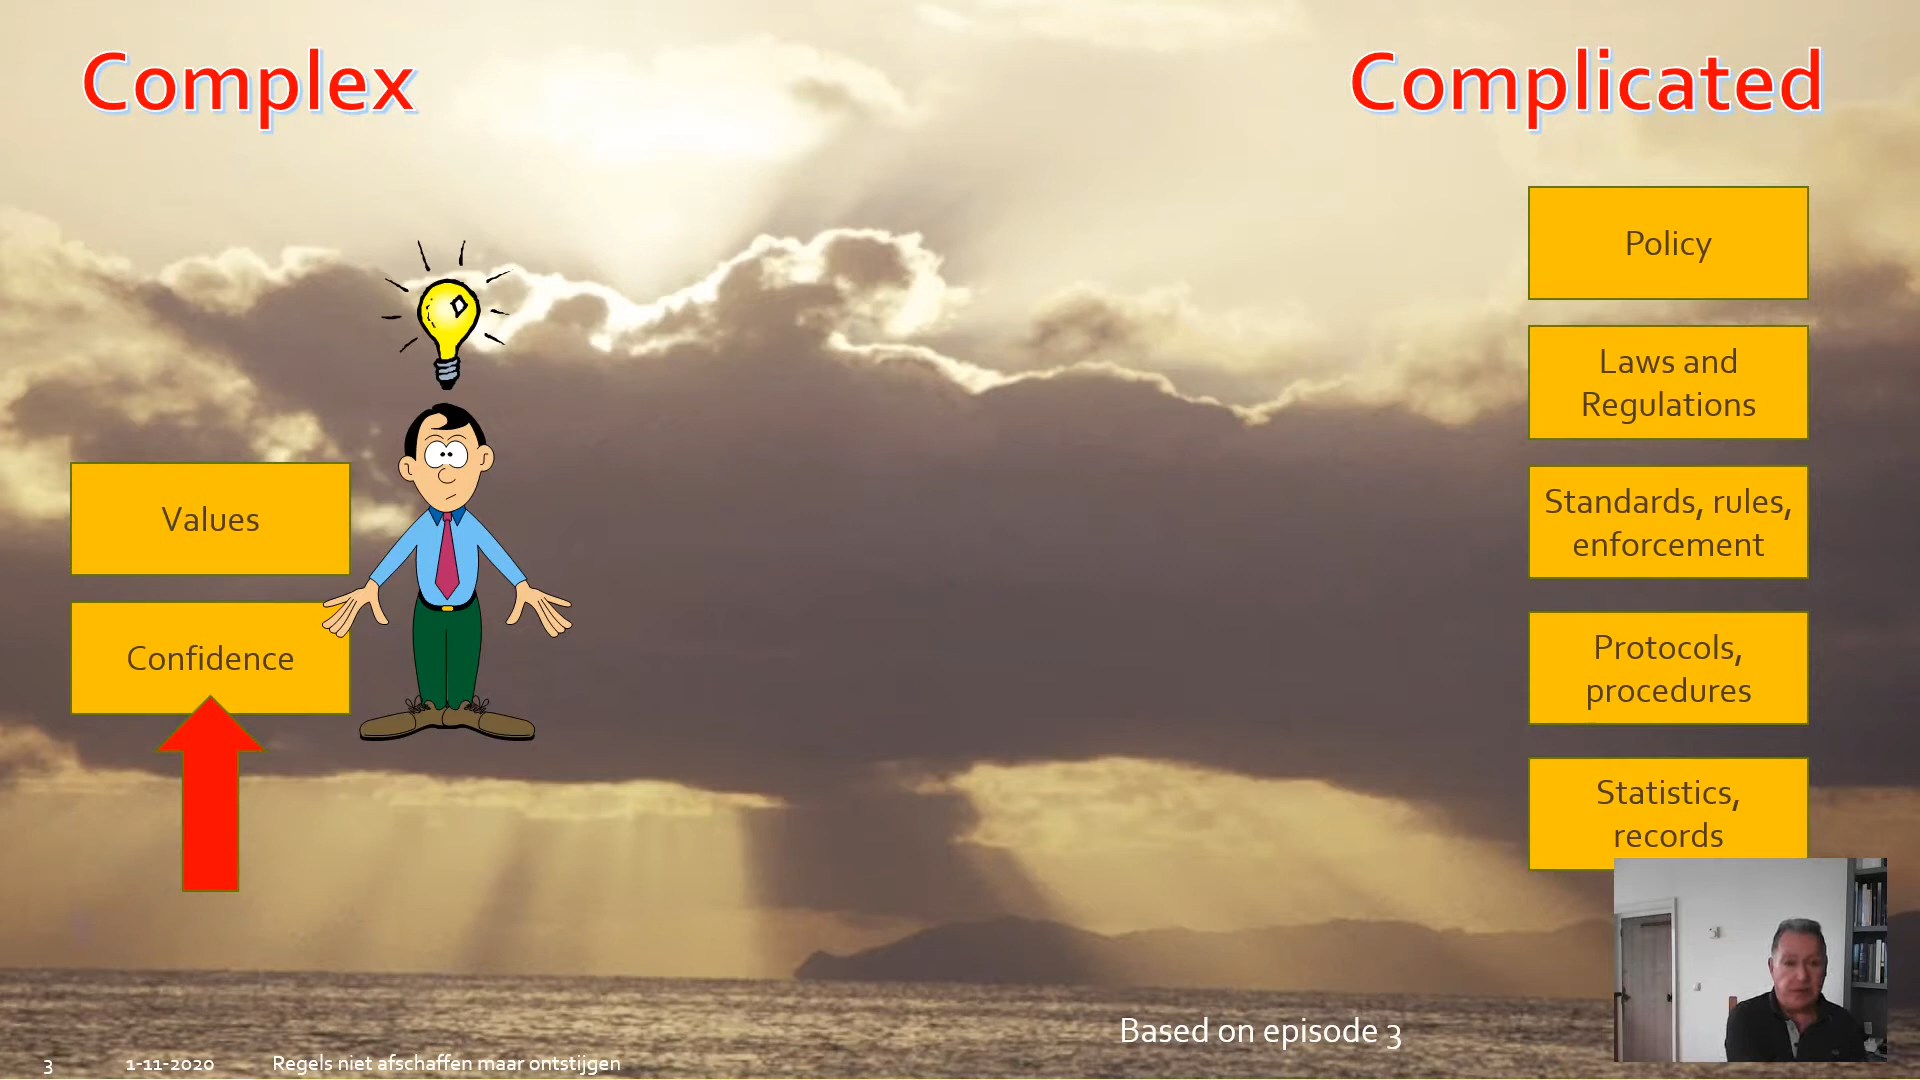 Complex
Complicated
Policy
Laws and
Regulations
Standards, rules,
enforcement
Protocols,
procedures
Statistics,
records
Values
Confidence
Based on episode 3
3
1-11-2020
Regels niet afschaffen maar ontstijgen